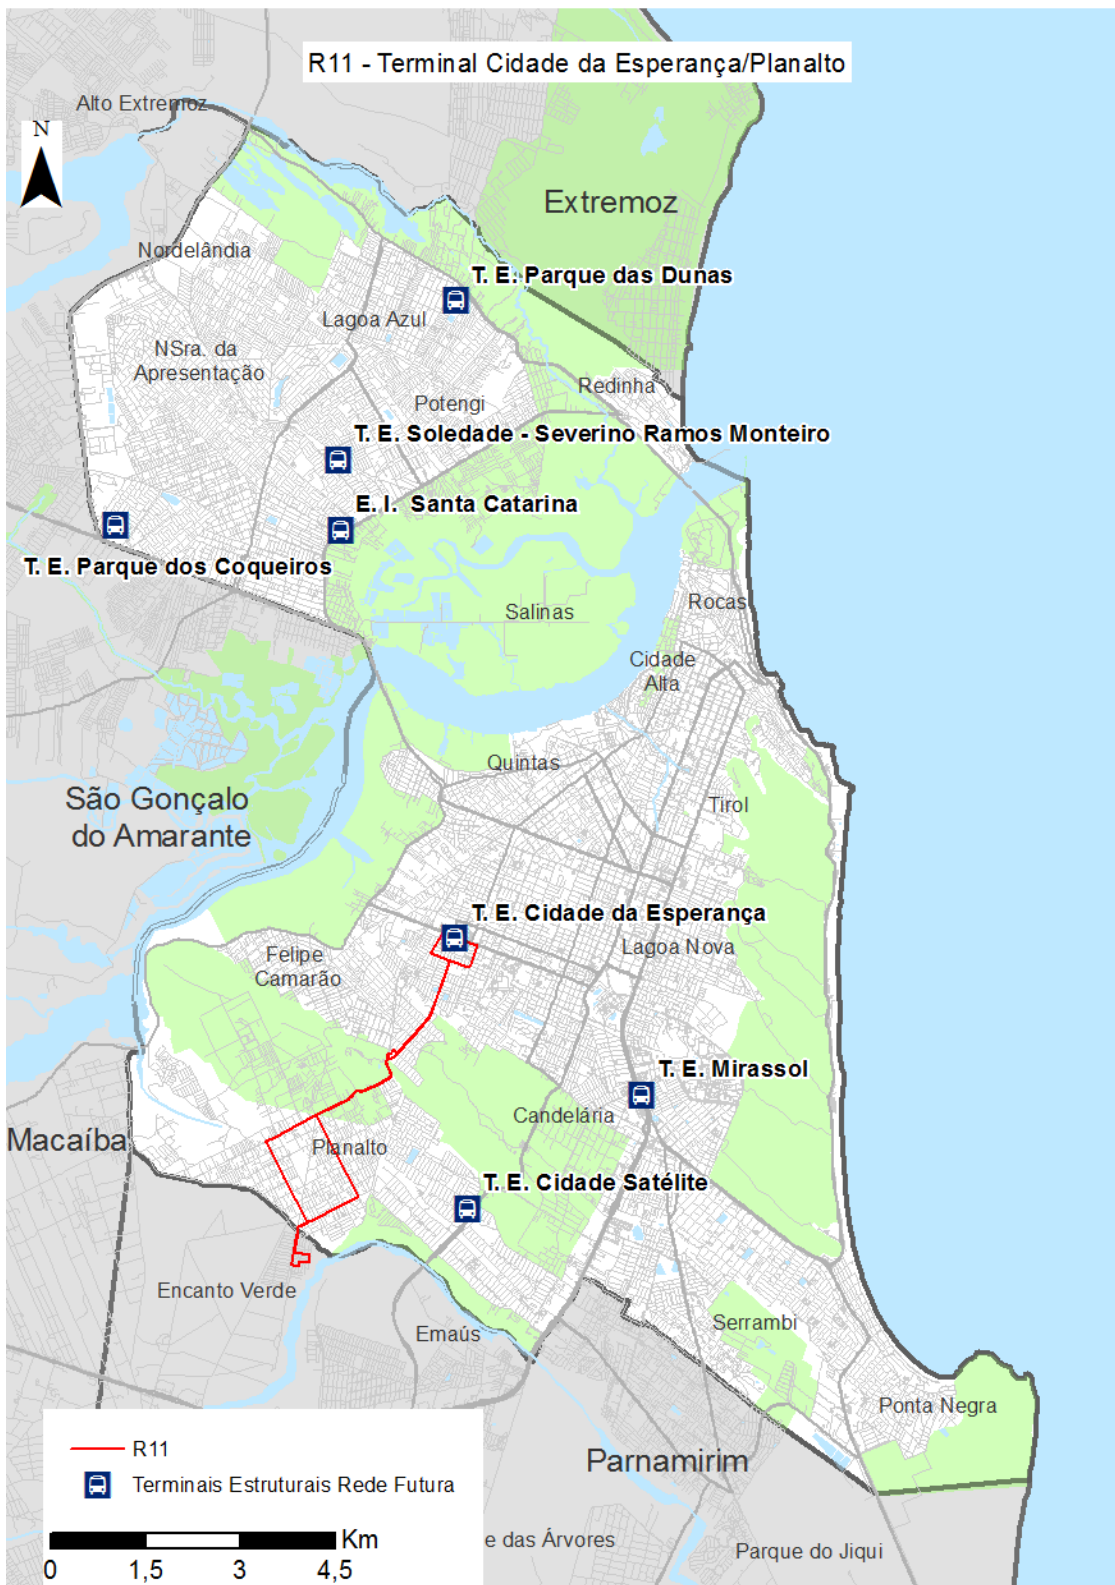 R11 - Terminal Cidade da Esperança/Planalto
Alto Extremoz
N
Extremoz
Nordelândia
T. E. Parque das Dunas
Lagoa Azul
NSra. da
Apresentação
Redinha
Potengi
T. E. Soledade - Severino Ramos Monteiro
E. I. Santa Catarina
T. E. Parque dos Coqueiros
Rocas
Salinas
Cidade
Alta
Quintas
São Gonçalo
do Amarante
Tirol
T. E. Cidade da Esperança
Lagoa Nova
Felipe
Camarão
T. E. Mirassol
Candelária
Macaíba
Planalto
T. E. Cidade Satélite
Encanto Verde
Emaús
Serrambi
Ponta Negra
R11
Parnamirim
Terminais Estruturais Rede Futura
Km
e das Árvores
Parque do Jiqui
0 1,5 3 4,5